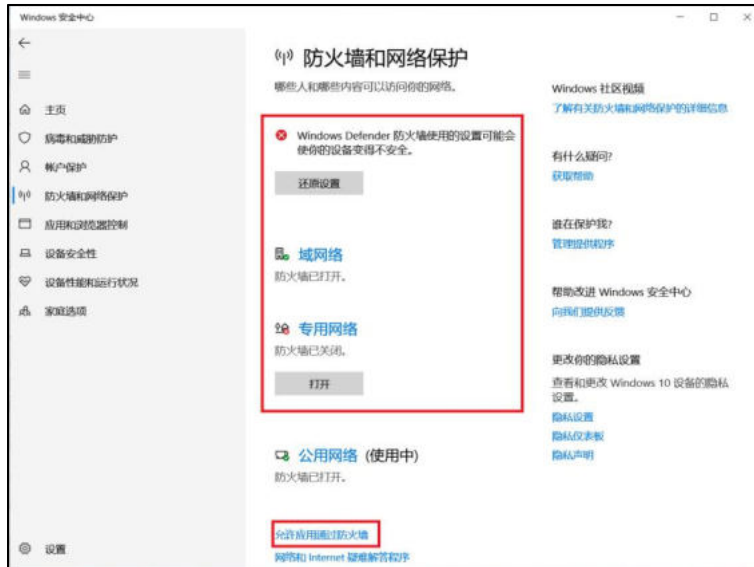 Windows 安全中心
主页
病毒和威胁防护
帐户保护
防火墙和网络保护
应用和浏览器控制
设备安全性
设备性能和运行状况
家庭选项
设置
防火墙和网络保护
哪些人和哪些内容可以访问你的网络。
Windows Defender 防火墙使用的设置可能会
使你的设备变得不安全。
还原设置
域网络
防火墙已打开。
专用网络
防火墙已关闭。
打开
公用网络 (使用中)
防火墙已打开。
允许应用通过防火墙
网络和 Internet 疑难解答程序
Windows 社区视频
了解有关防火墙和网络保护的详细信息
有什么疑问?
获取帮助
谁在保护我?
管理提供程序
帮助改进 Windows 安全中心
向我们提供反馈
更改你的隐私设置
查看和更改 Windows 10 设备的隐私
设置。
隐私设置
隐私仪表板
隐私声明